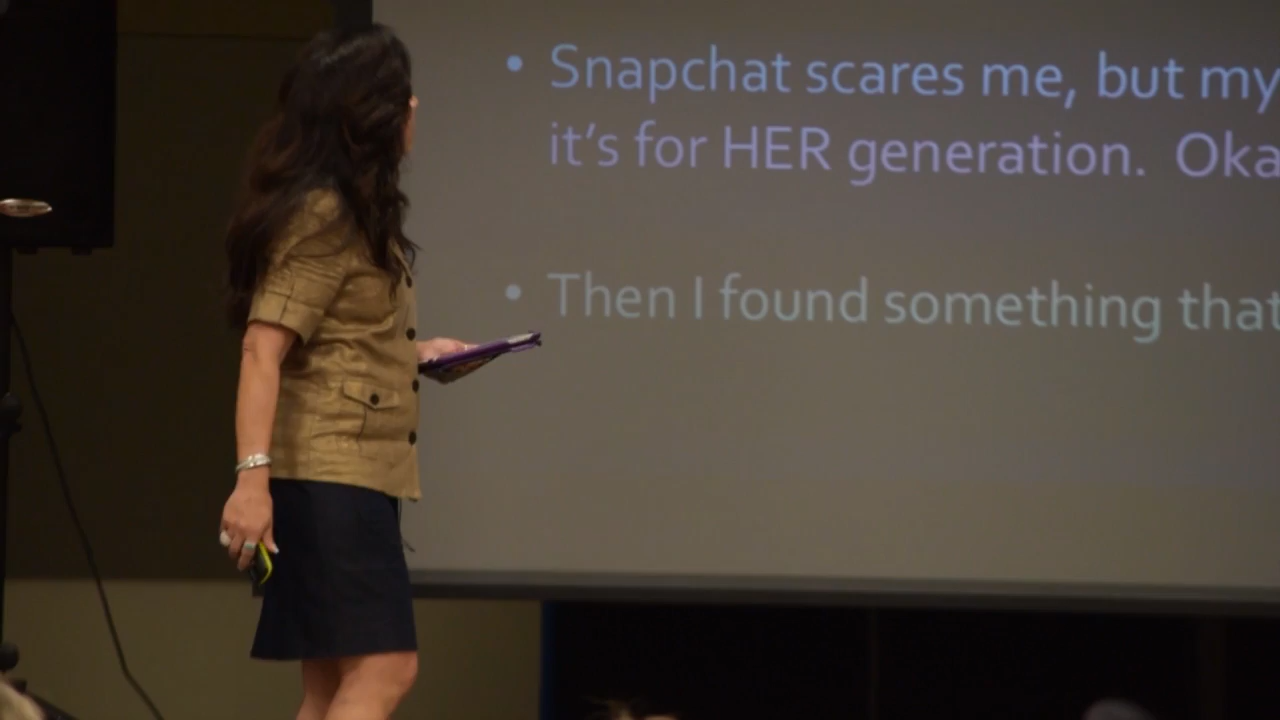 • Snapchat scares me, but my
it's for HER generation.  Oka
• Then I found something that